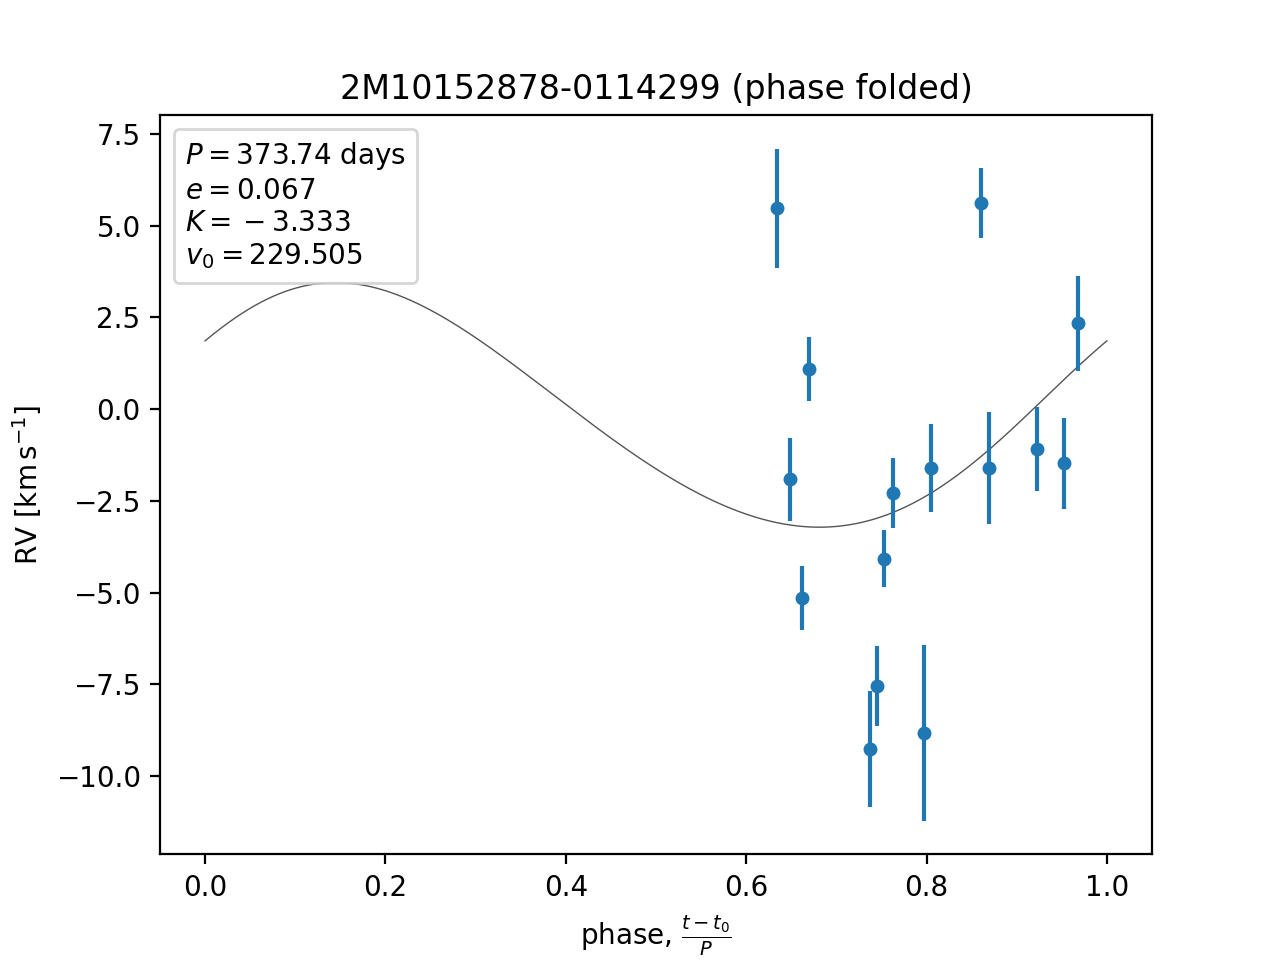 2M10152878-0114299 (phase folded)
P = 373.74 days
e = 0.067
K = −3.333
v₀ = 229.505
7.5
5.0
2.5
0.0
−2.5
−5.0
−7.5
−10.0
RV [km s⁻¹]
0.0 0.2 0.4 0.6 0.8 1.0
phase, (t − t₀)/P